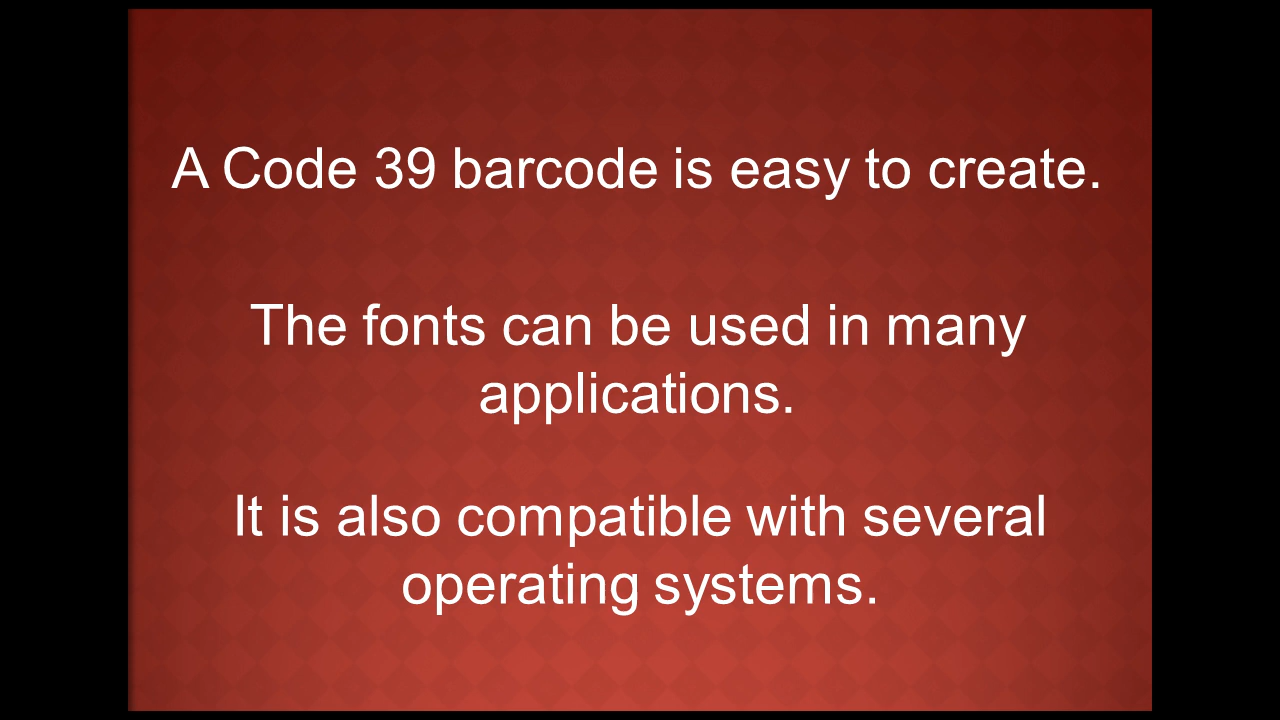 A Code 39 barcode is easy to create.
The fonts can be used in many
applications.
It is also compatible with several
operating systems.